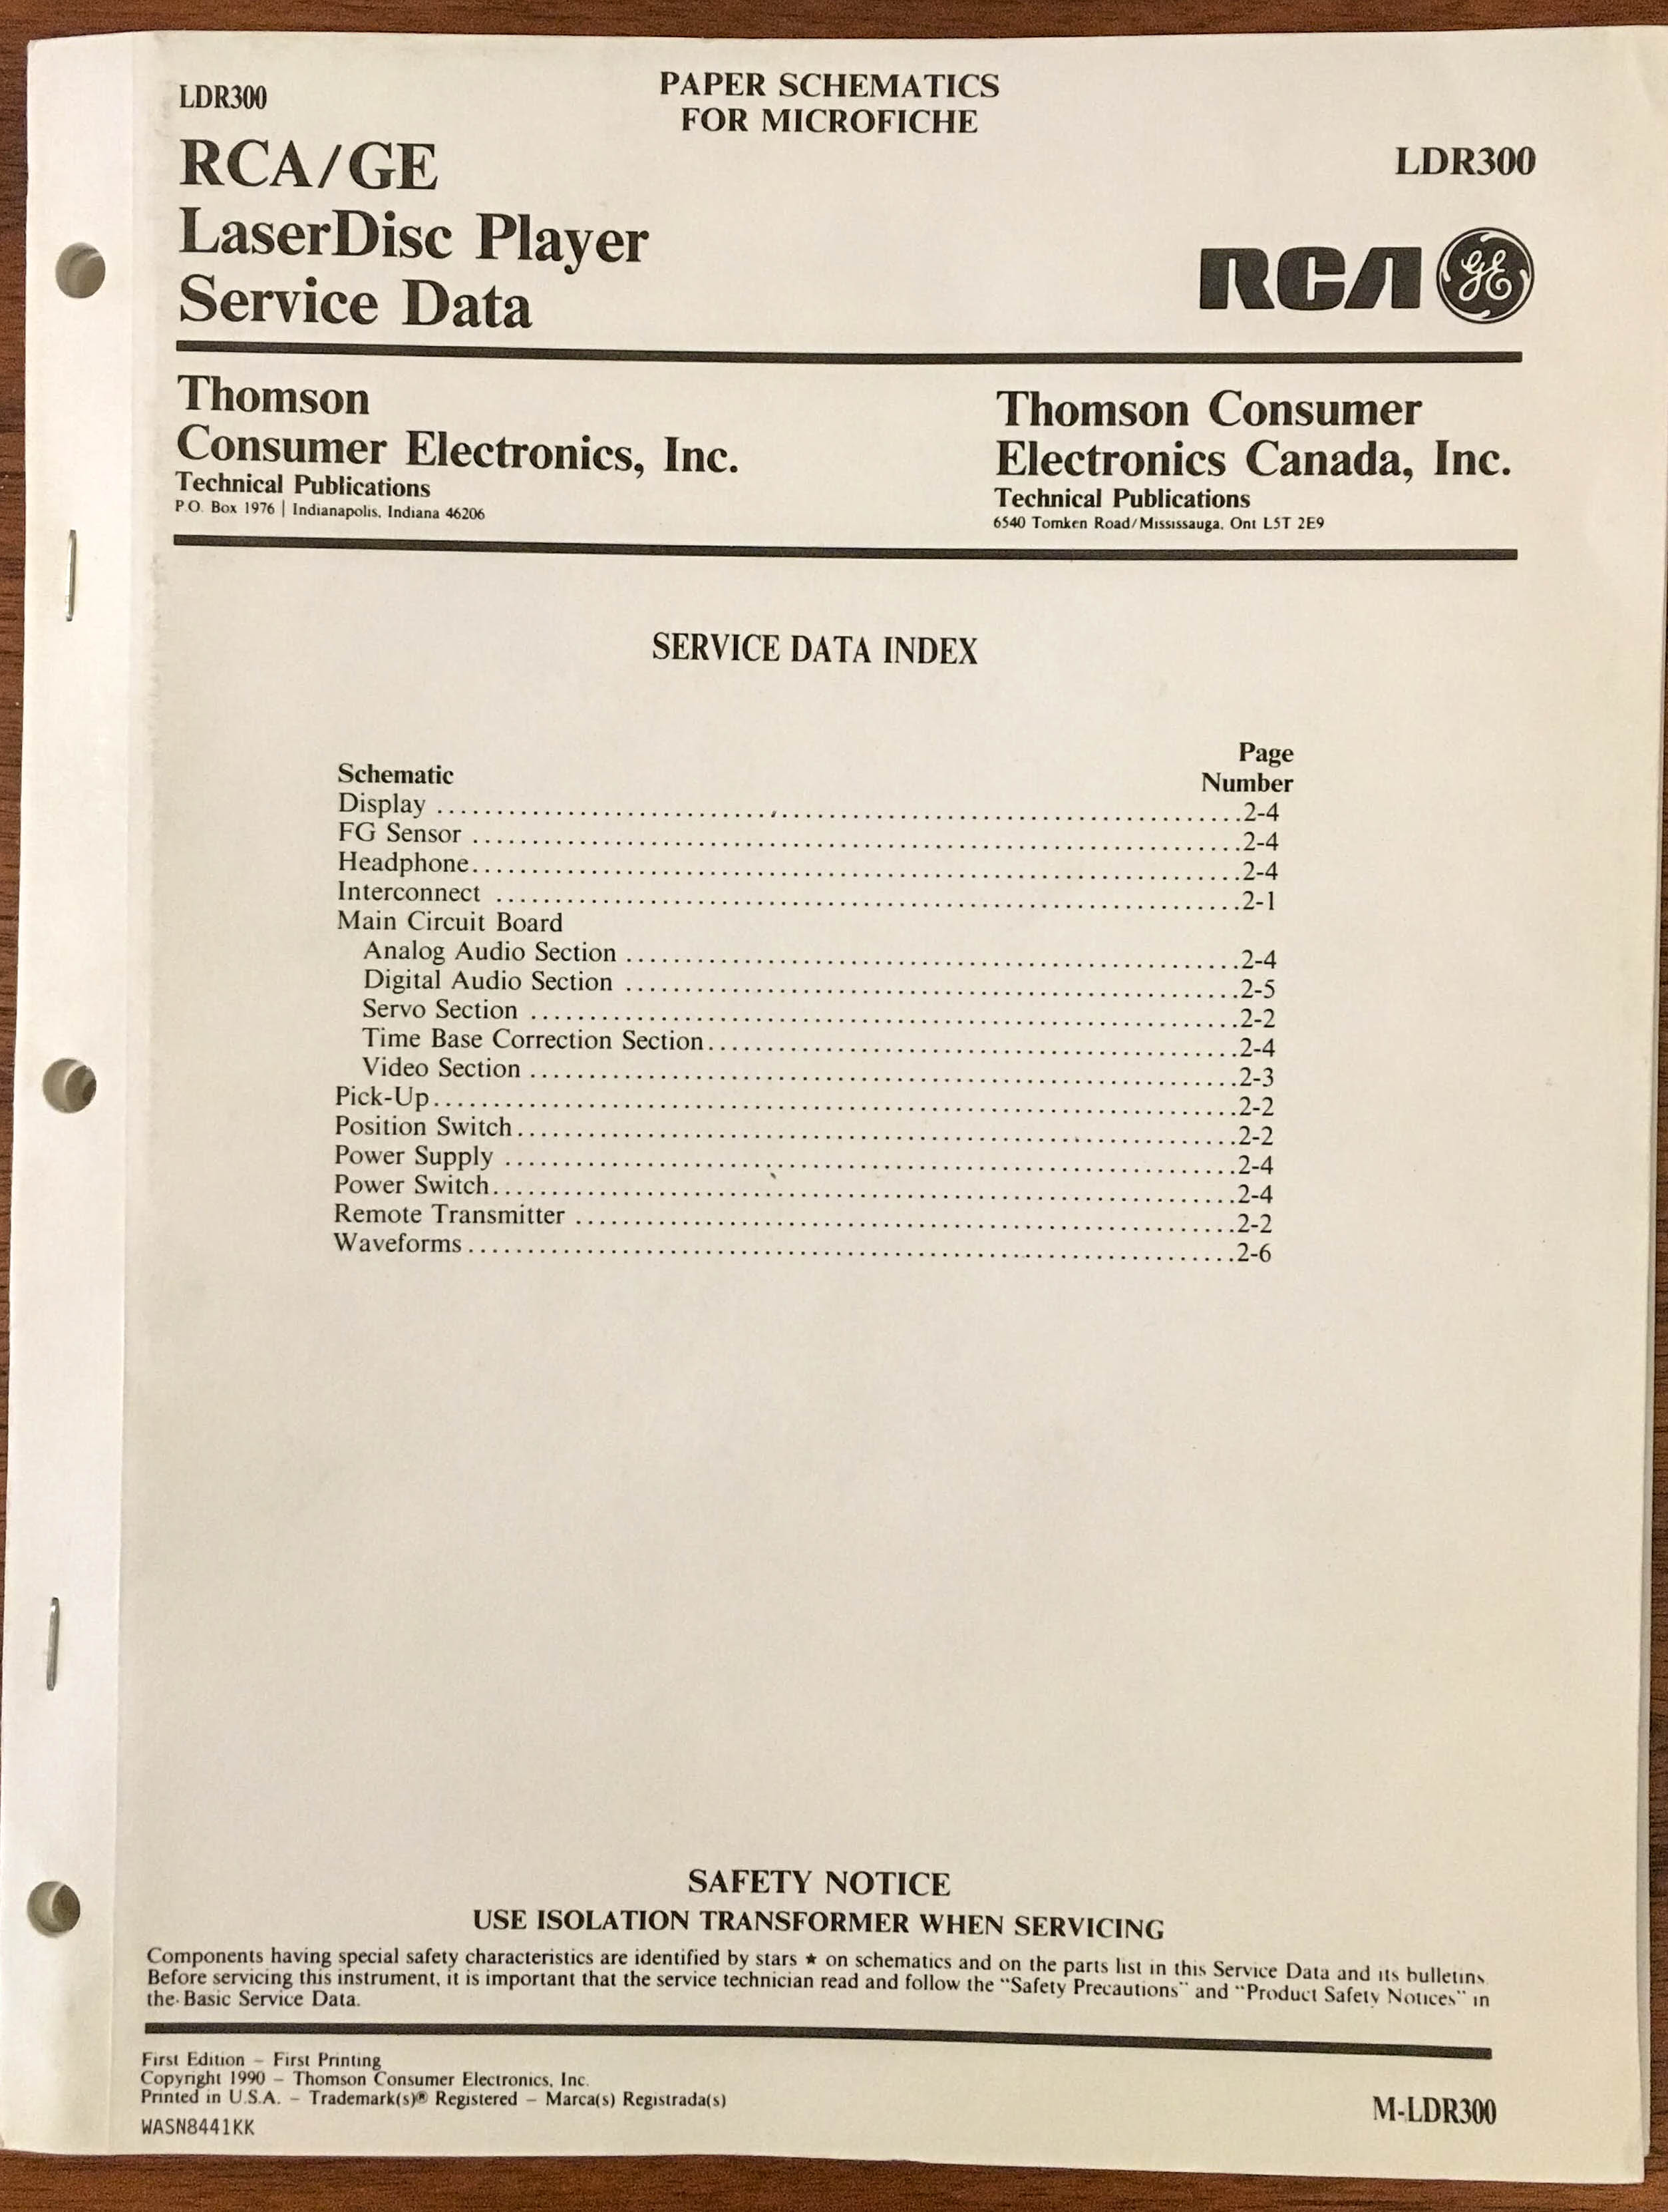 LDR300
PAPER SCHEMATICS
FOR MICROFICHE
RCA/GE
LaserDisc Player
Service Data
LDR300
RCA GE
Thomson
Consumer Electronics, Inc.
Technical Publications
P.O. Box 1976 | Indianapolis, Indiana 46206
Thomson Consumer
Electronics Canada, Inc.
Technical Publications
6540 Tomken Road/Mississauga, Ont L5T 2E9
SERVICE DATA INDEX
Page
Schematic Number
Display ........ 2-4
FG Sensor ........ 2-4
Headphone ........ 2-4
Interconnect ........ 2-1
Main Circuit Board
Analog Audio Section ........ 2-4
Digital Audio Section ........ 2-5
Servo Section ........ 2-2
Time Base Correction Section ........ 2-4
Video Section ........ 2-3
Pick-Up ........ 2-2
Position Switch ........ 2-2
Power Supply ........ 2-4
Power Switch ........ 2-4
Remote Transmitter ........ 2-2
Waveforms ........ 2-6
SAFETY NOTICE
USE ISOLATION TRANSFORMER WHEN SERVICING
Components having special safety characteristics are identified by stars ★ on schematics and on the parts list in this Service Data and its bulletins
Before servicing this instrument, it is important that the service technician read and follow the "Safety Precautions" and "Product Safety Notices" in
the Basic Service Data.
First Edition – First Printing
Copyright 1990 – Thomson Consumer Electronics, Inc.
Printed in U.S.A. – Trademark(s)® Registered – Marca(s) Registrada(s)
WASN8441KK
M-LDR300